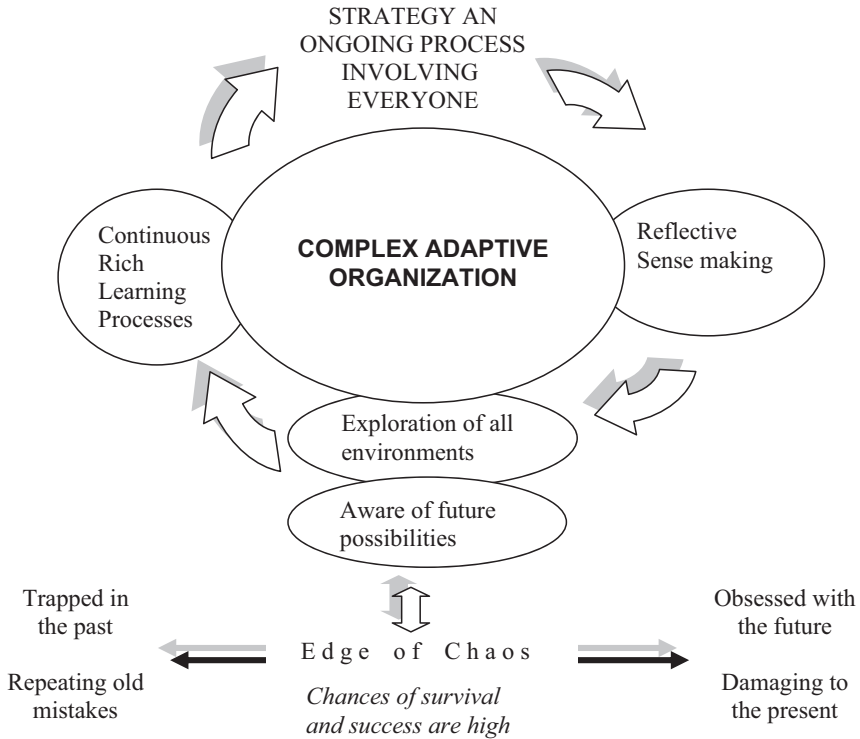 STRATEGY AN
ONGOING PROCESS
INVOLVING
EVERYONE
Continuous
Rich
Learning
Processes
COMPLEX ADAPTIVE
ORGANIZATION
Reflective
Sense making
Exploration of all
environments
Aware of future
possibilities
Trapped in
the past
Repeating old
mistakes
Edge of Chaos
Chances of survival
and success are high
Obsessed with
the future
Damaging to
the present